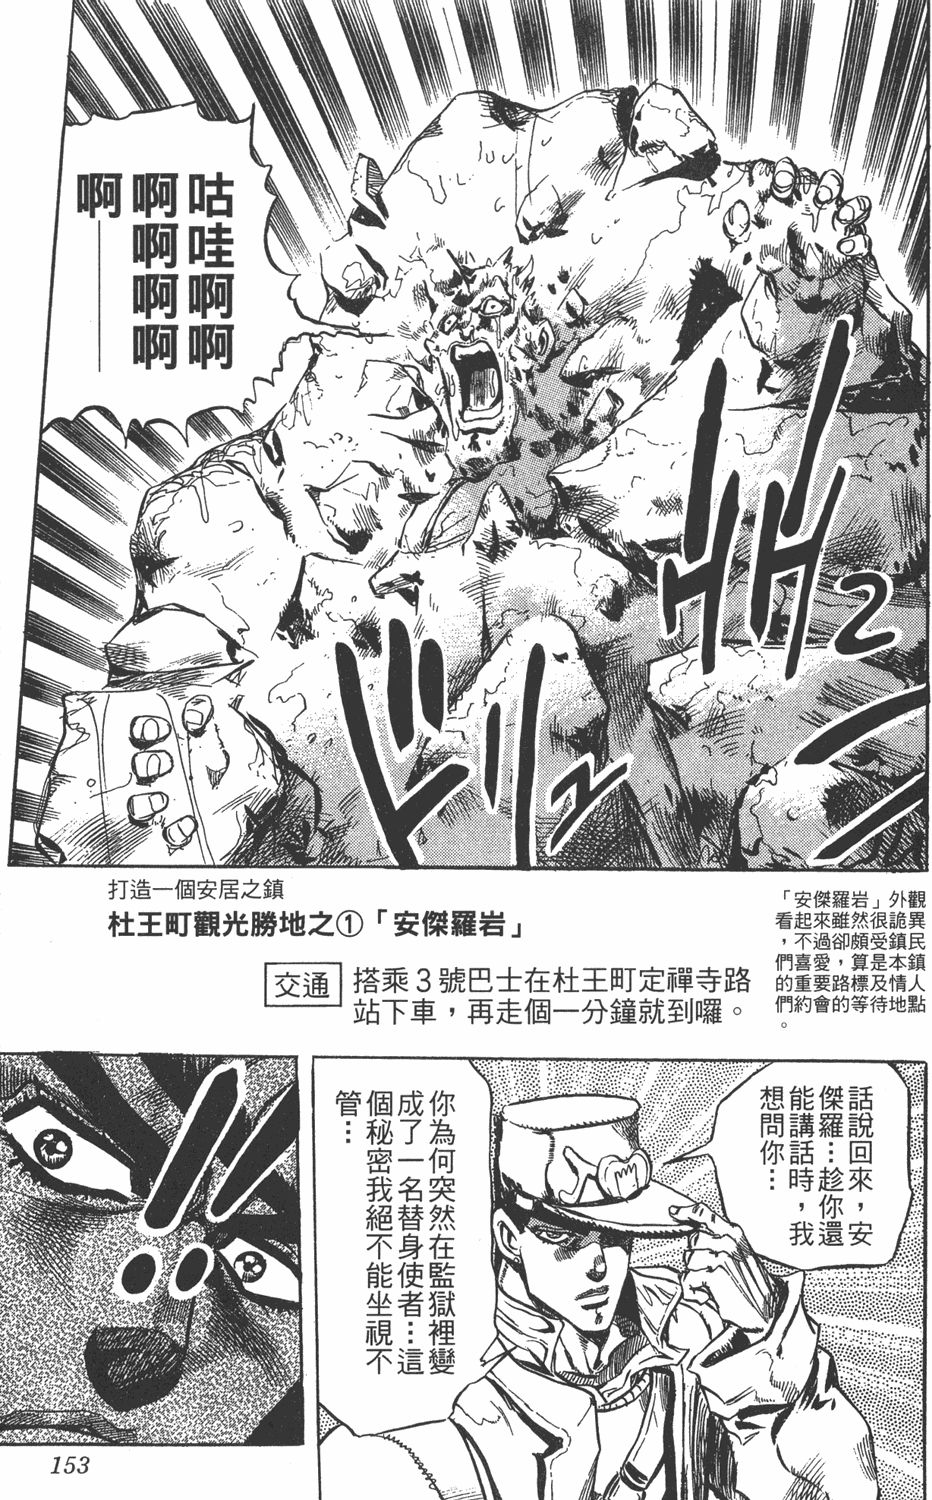 咕哇啊啊
啊啊啊啊
啊——
ドドドド
打造一個安居之鎮
杜王町觀光勝地之①「安傑羅岩」
交通
搭乘3號巴士在杜王町定禪寺路
站下車，再走個一分鐘就到囉。
「安傑羅岩」外觀
看起來雖然很詭異
，不過卻頗受鎮民
們喜愛，算是本鎮
的重要路標及情人
們約會的等待地點
。
話說回來，安
傑羅…趁你還
能講話時，我
想問你…
你為何突然在監獄裡變
成了一名替身使者…這
個秘密我絕不能坐視不
管…
!!
153